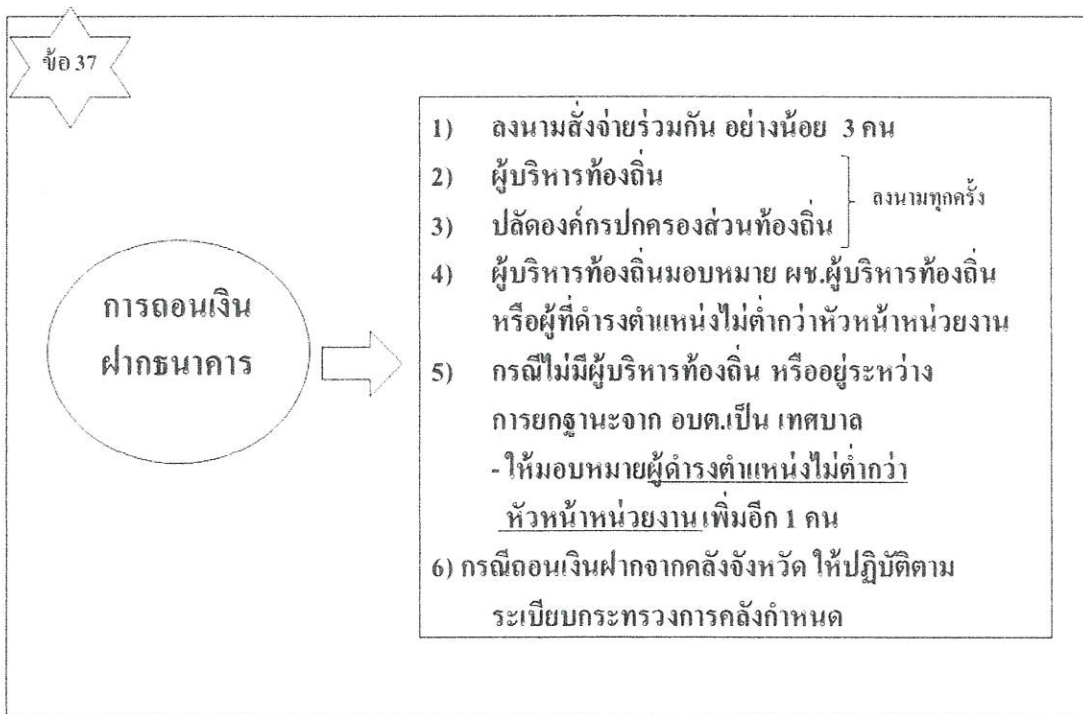 ข้อ 37
1) ลงนามสั่งจ่ายร่วมกัน อย่างน้อย 3 คน
2) ผู้บริหารท้องถิ่น
3) ปลัดองค์กรปกครองส่วนท้องถิ่น
ลงนามทุกครั้ง
4) ผู้บริหารท้องถิ่นมอบหมาย ผช.ผู้บริหารท้องถิ่น
หรือผู้ที่ดำรงตำแหน่งไม่ต่ำกว่าหัวหน้าหน่วยงาน
5) กรณีไม่มีผู้บริหารท้องถิ่น หรืออยู่ระหว่าง
การยกฐานะจาก อบต.เป็น เทศบาล
- ให้มอบหมายผู้ดำรงตำแหน่งไม่ต่ำกว่า
หัวหน้าหน่วยงานเพิ่มอีก 1 คน
6) กรณีถอนเงินฝากจากคลังจังหวัด ให้ปฏิบัติตาม
ระเบียบกระทรวงการคลังกำหนด
การถอนเงิน
ฝากธนาคาร